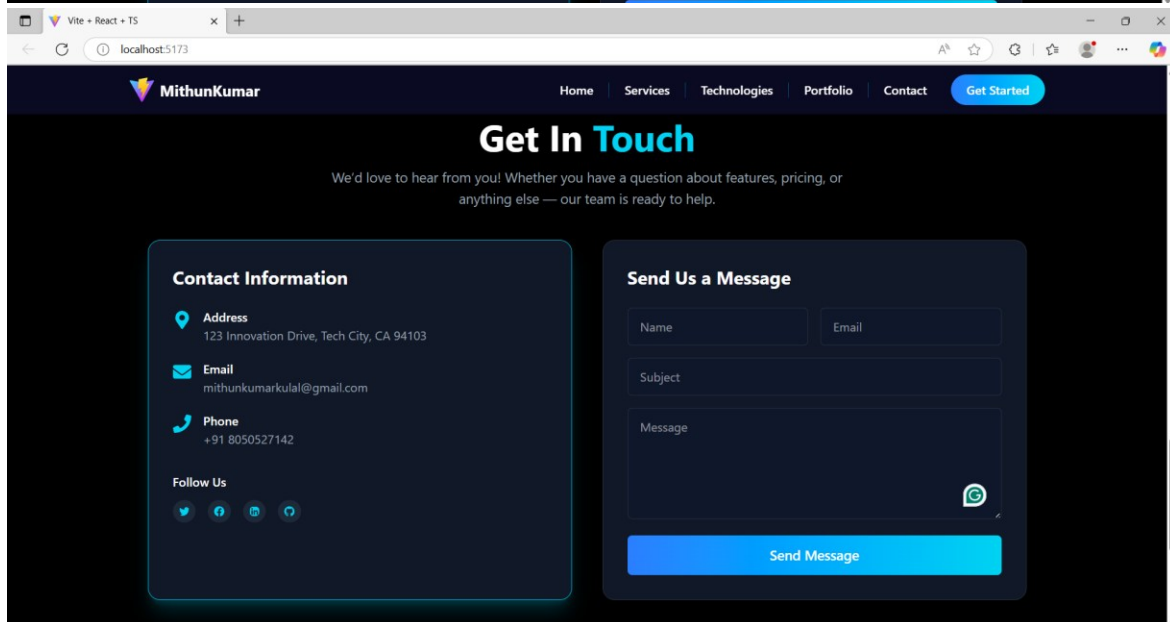 Vite + React + TS
localhost:5173
MithunKumar
Home Services Technologies Portfolio Contact Get Started
Get In Touch
We'd love to hear from you! Whether you have a question about features, pricing, or
anything else — our team is ready to help.
Contact Information
Address
123 Innovation Drive, Tech City, CA 94103
Email
mithunkumarkulal@gmail.com
Phone
+91 8050527142
Follow Us
Send Us a Message
Name Email
Subject
Message
Send Message